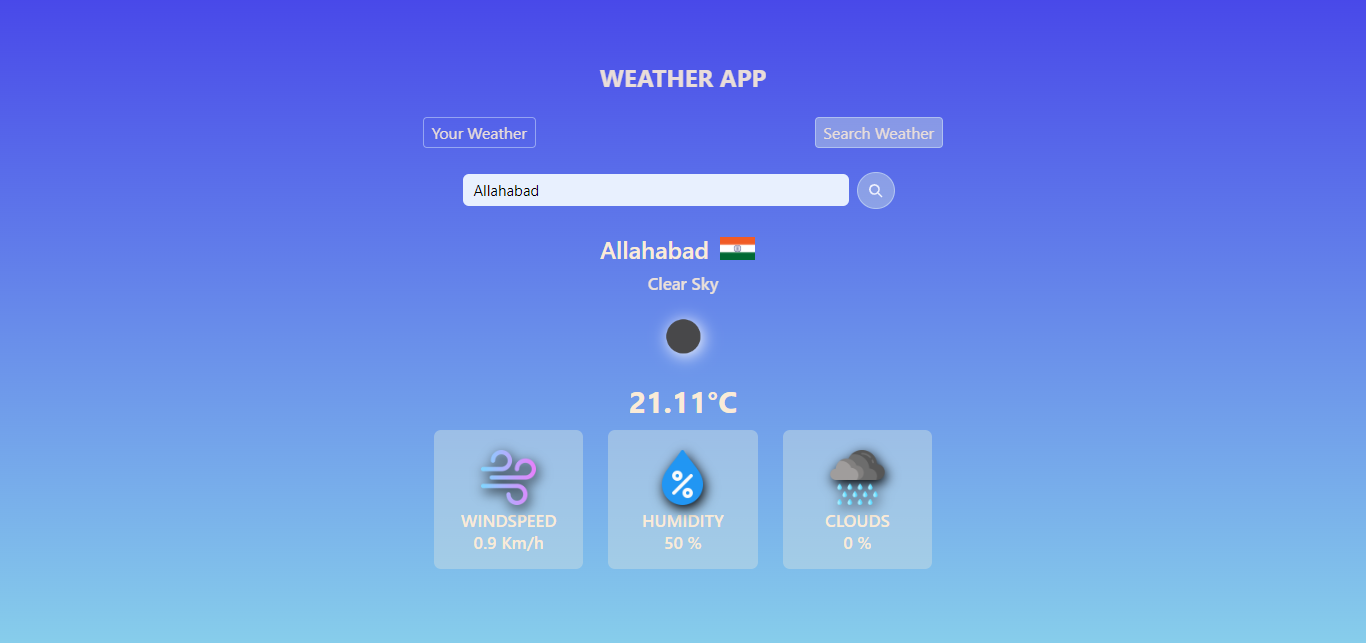 WEATHER APP
Your Weather
Search Weather
Allahabad
Allahabad
Clear Sky
21.11°C
%
WINDSPEED
0.9 Km/h
HUMIDITY
50 %
CLOUDS
0 %